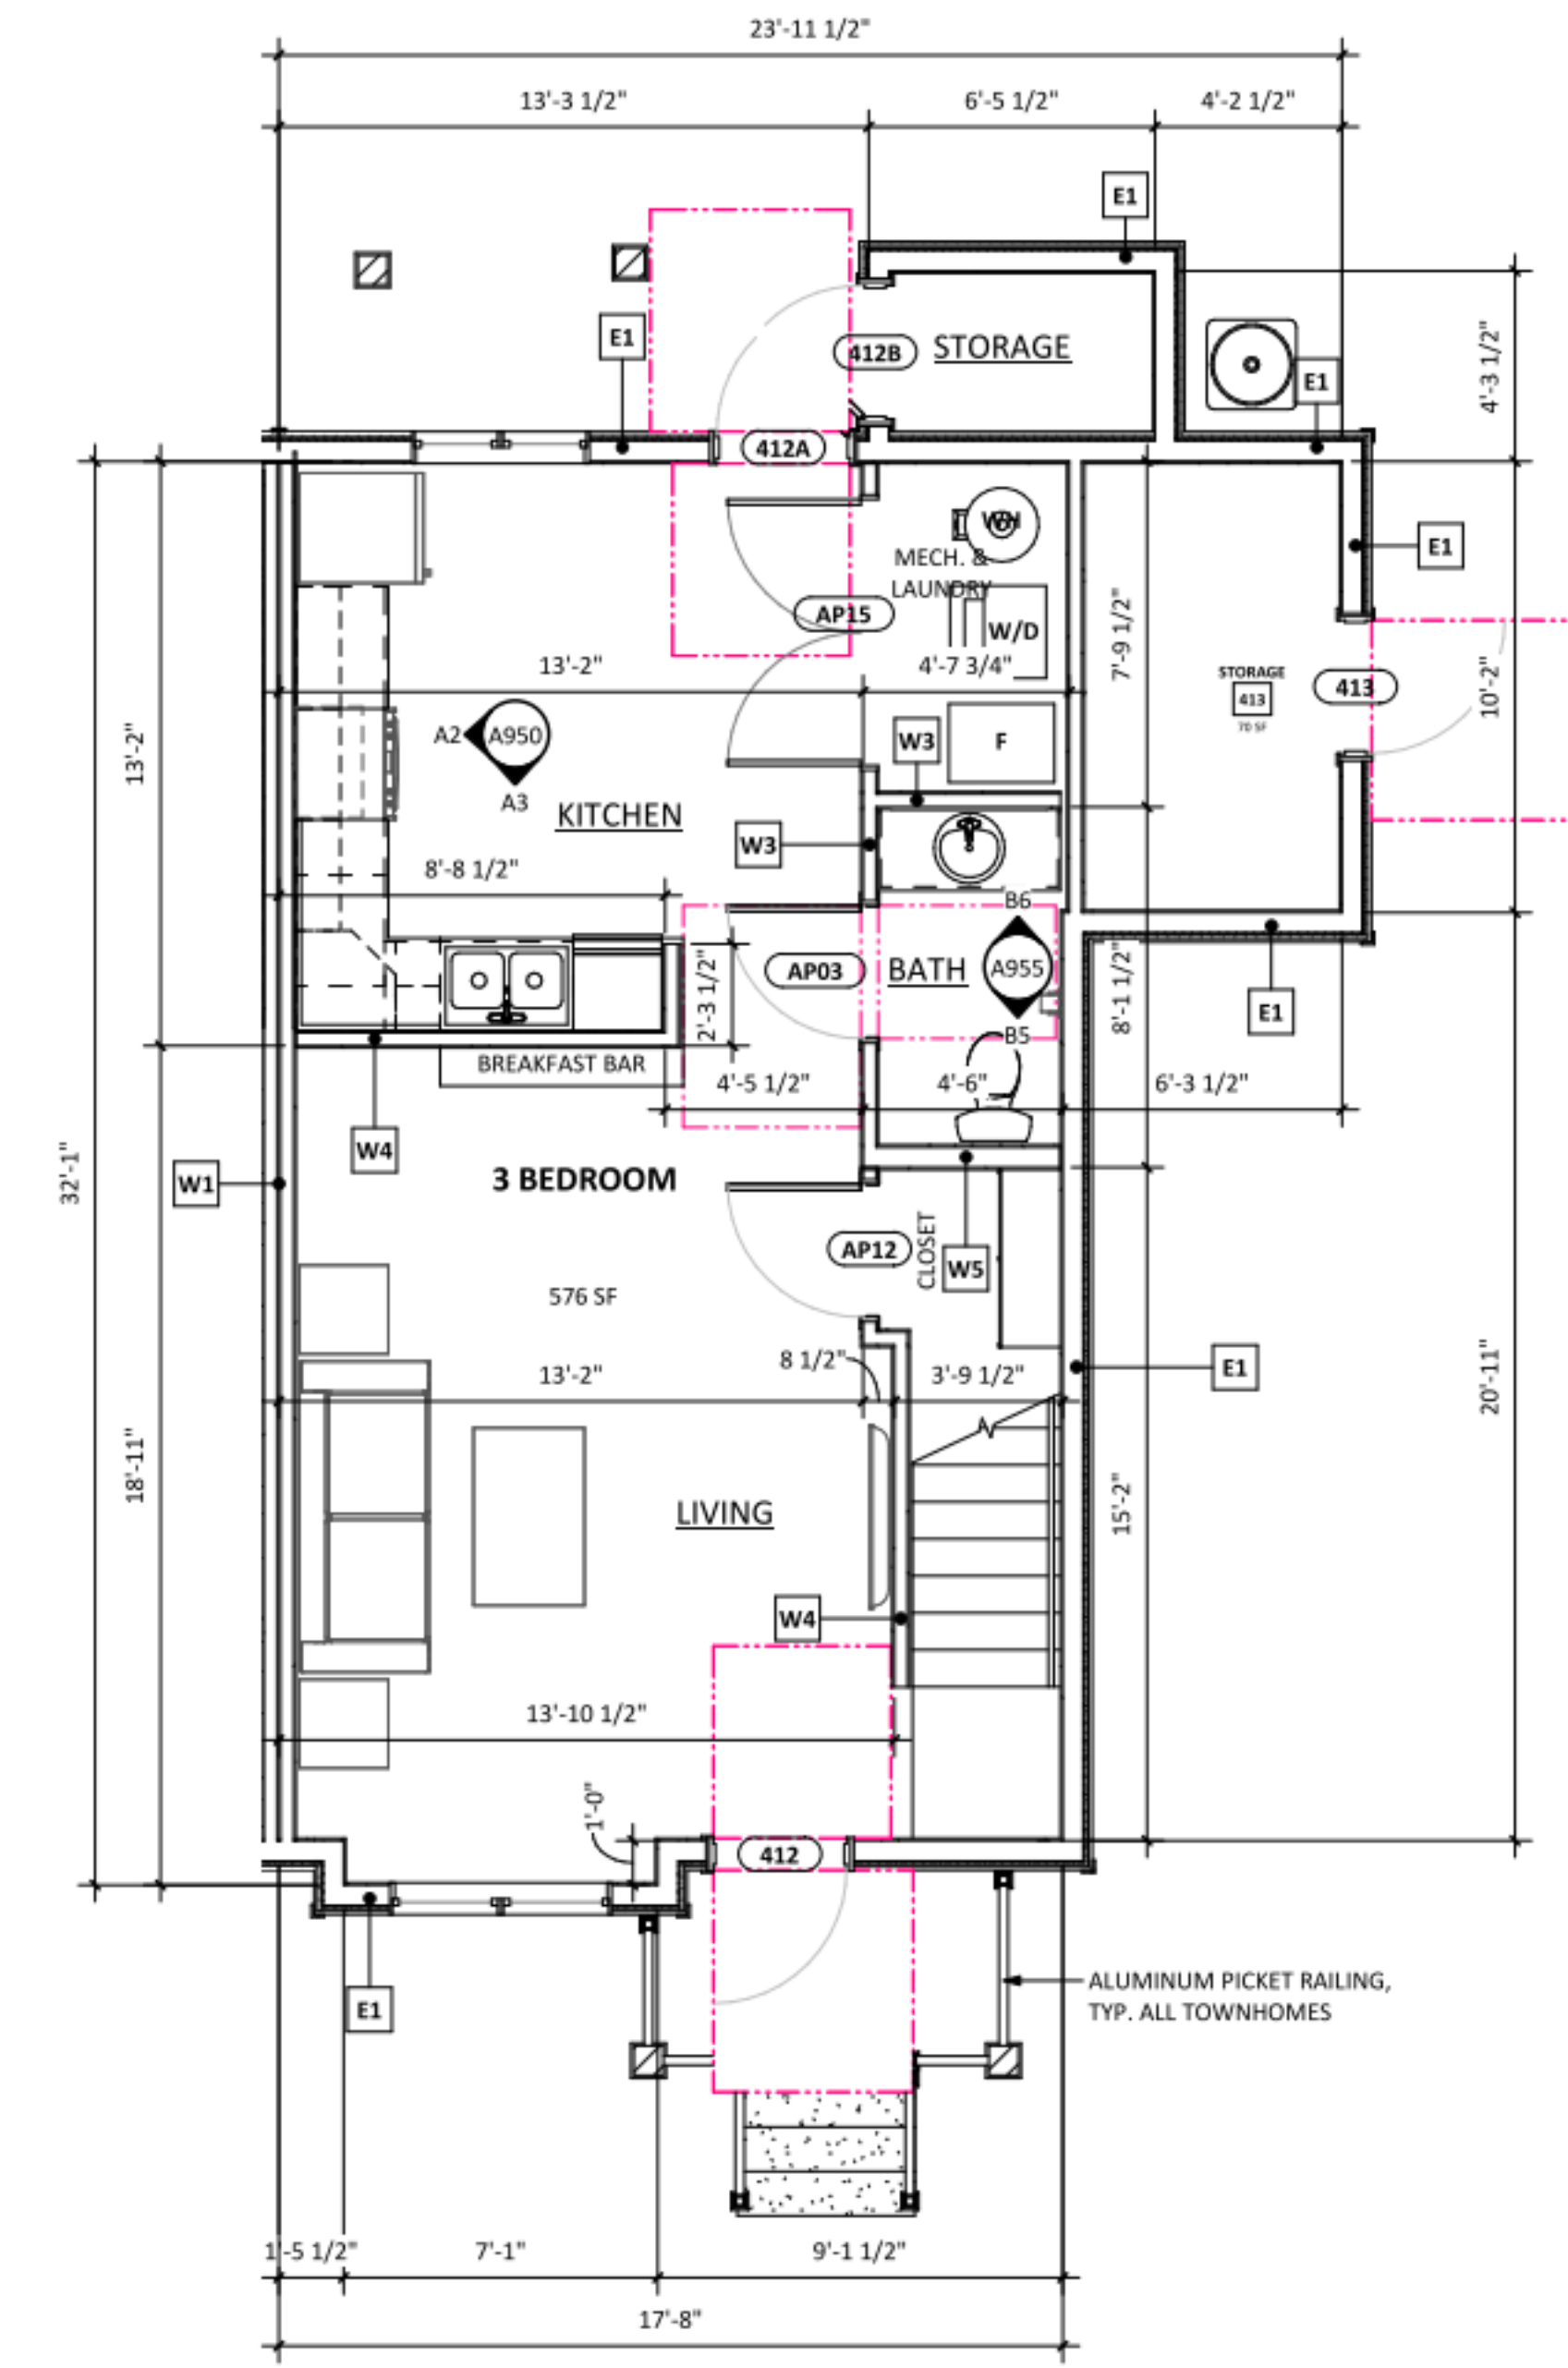 23'-11 1/2"
13'-3 1/2"
6'-5 1/2"
4'-2 1/2"
E1
E1
412B
STORAGE
E1
4'-3 1/2"
412A
WH
MECH. &
LAUNDRY
E1
AP15
W/D
7'-9 1/2"
13'-2"
4'-7 3/4"
STORAGE
413
70 SF
413
10'-2"
13'-2"
A2
A950
A3
W3
F
KITCHEN
W3
8'-8 1/2"
B6
AP03
BATH
A955
2'-3 1/2"
8'-1 1/2"
E1
B5
BREAKFAST BAR
4'-5 1/2"
4'-6"
6'-3 1/2"
W4
32'-1"
W1
3 BEDROOM
AP12
CLOSET
W5
576 SF
8 1/2"
13'-2"
3'-9 1/2"
E1
20'-11"
18'-11"
LIVING
15'-2"
W4
13'-10 1/2"
1'-0"
412
ALUMINUM PICKET RAILING,
TYP. ALL TOWNHOMES
E1
1'-5 1/2"
7'-1"
9'-1 1/2"
17'-8"